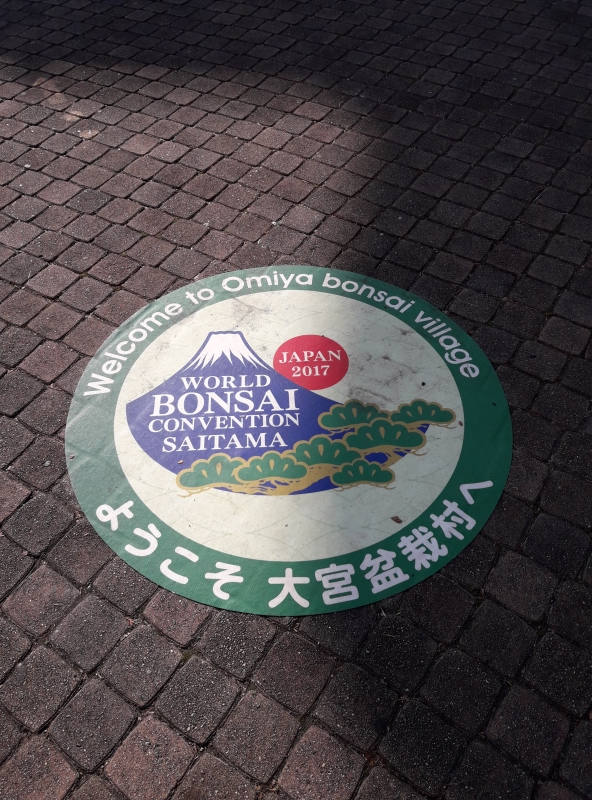 Welcome to Omiya bonsai village
JAPAN
2017
WORLD
BONSAI
CONVENTION
SAITAMA
ようこそ 大宮盆栽村へ